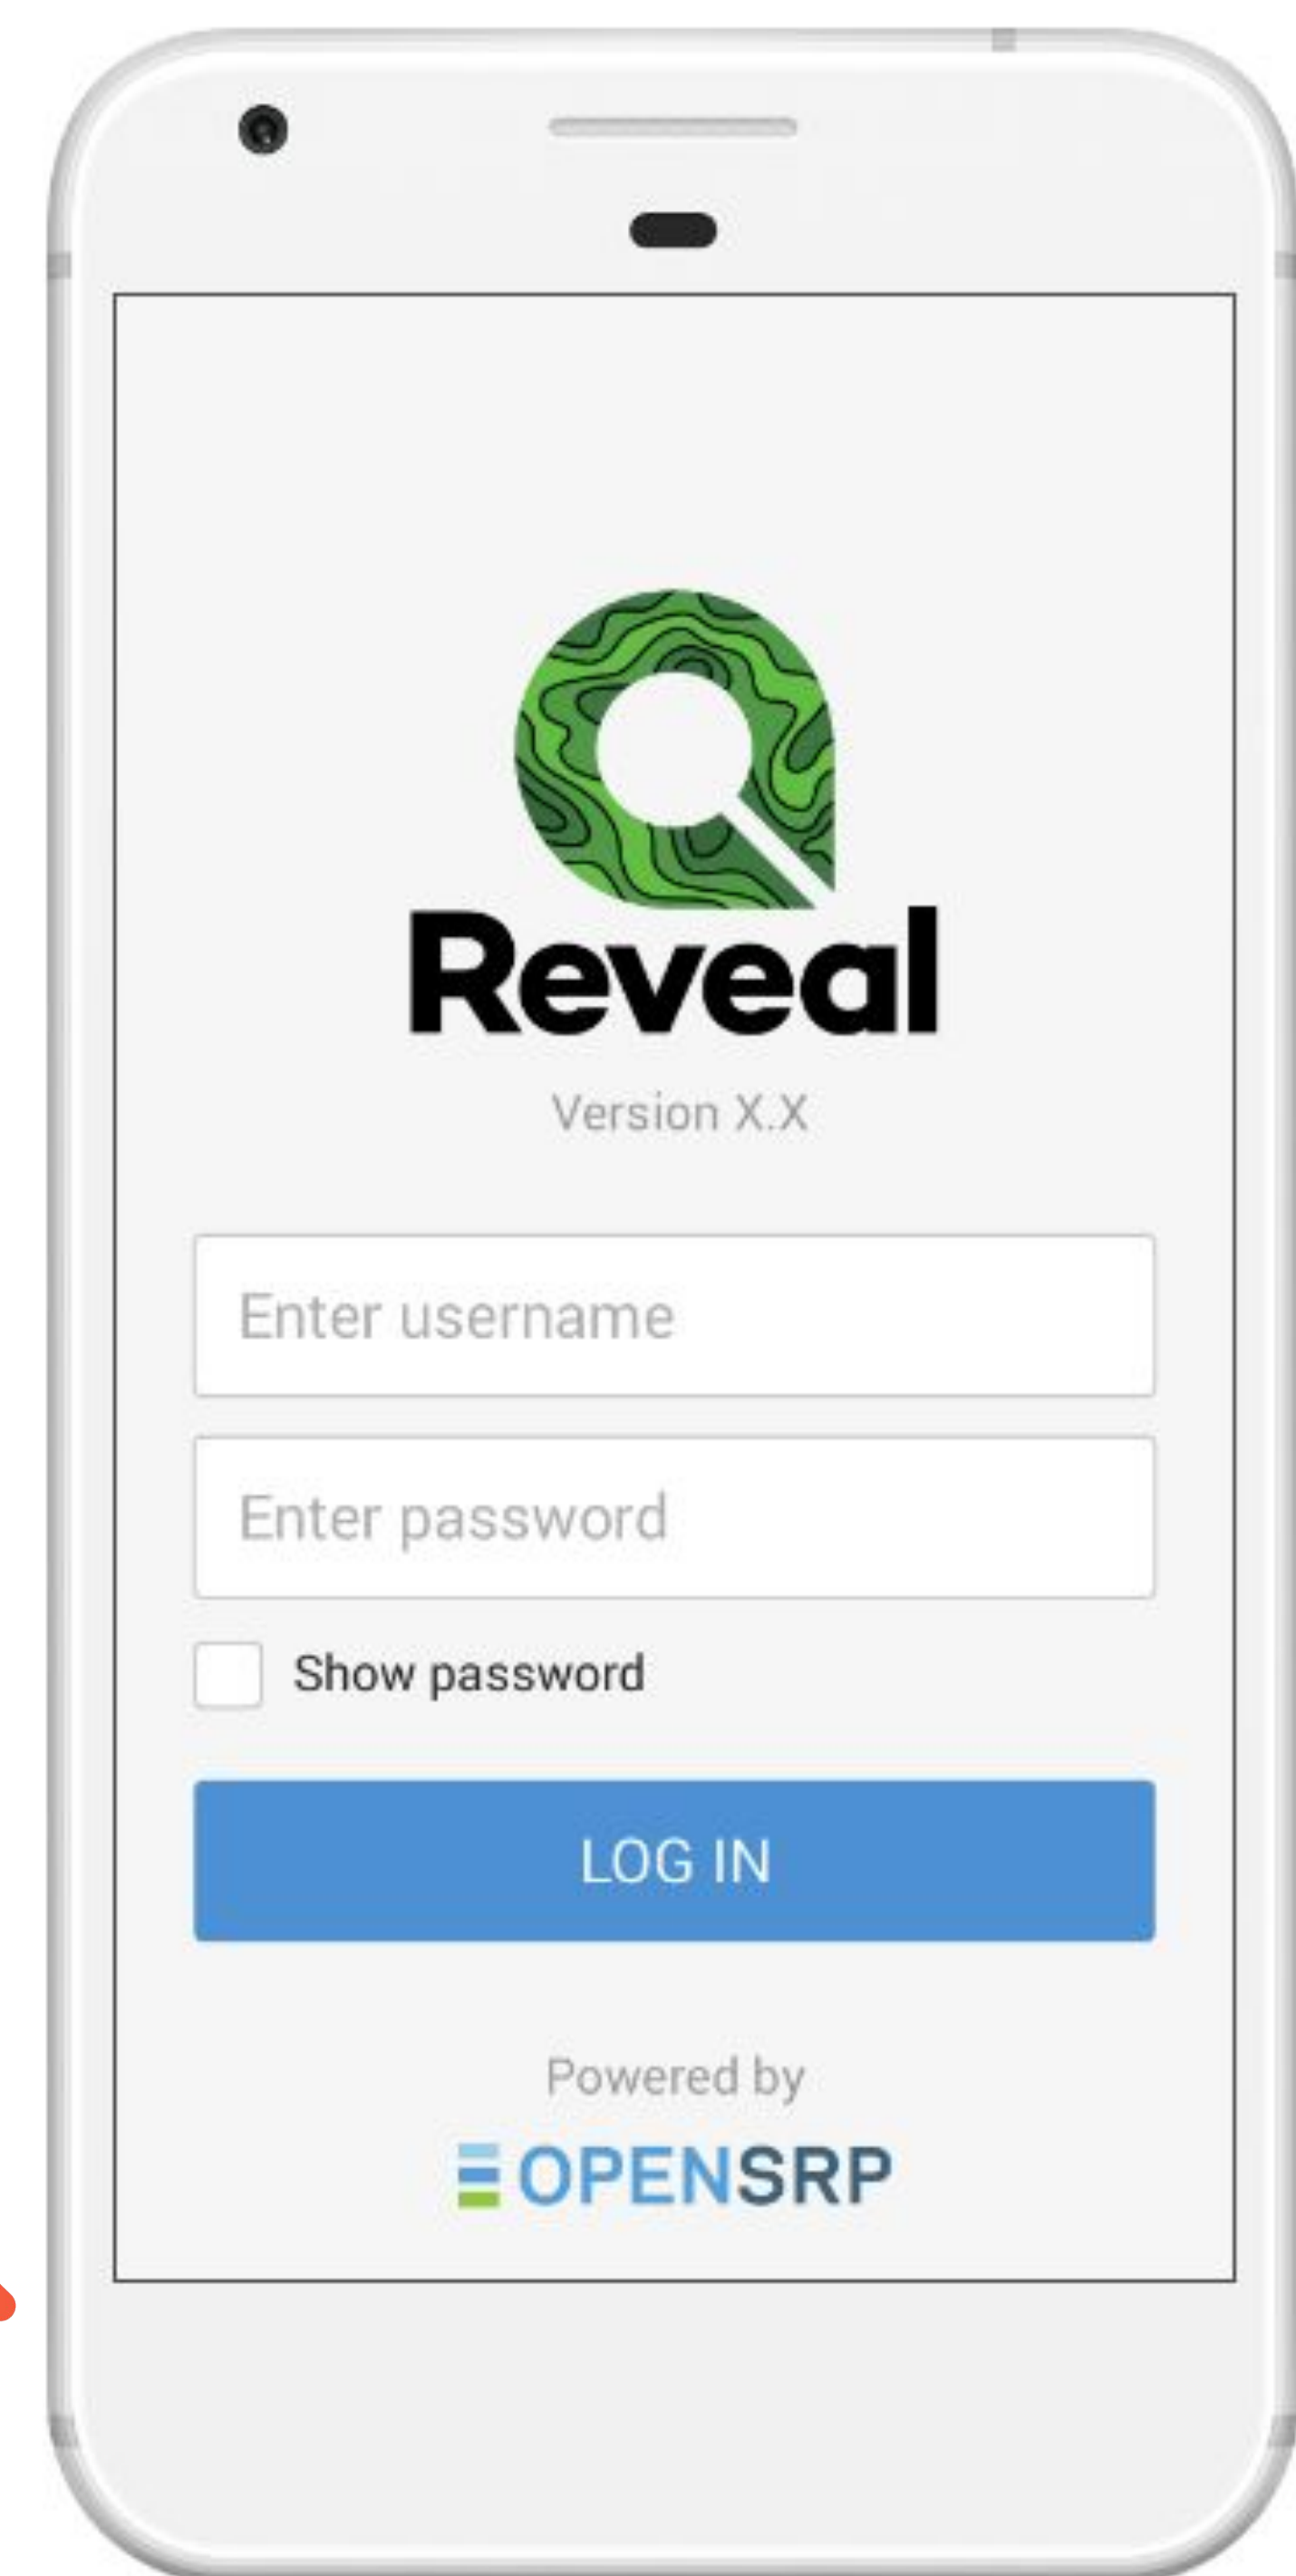 Reveal
Version X.X
Enter username
Enter password
Show password
LOG IN
Powered by
OPENSRP